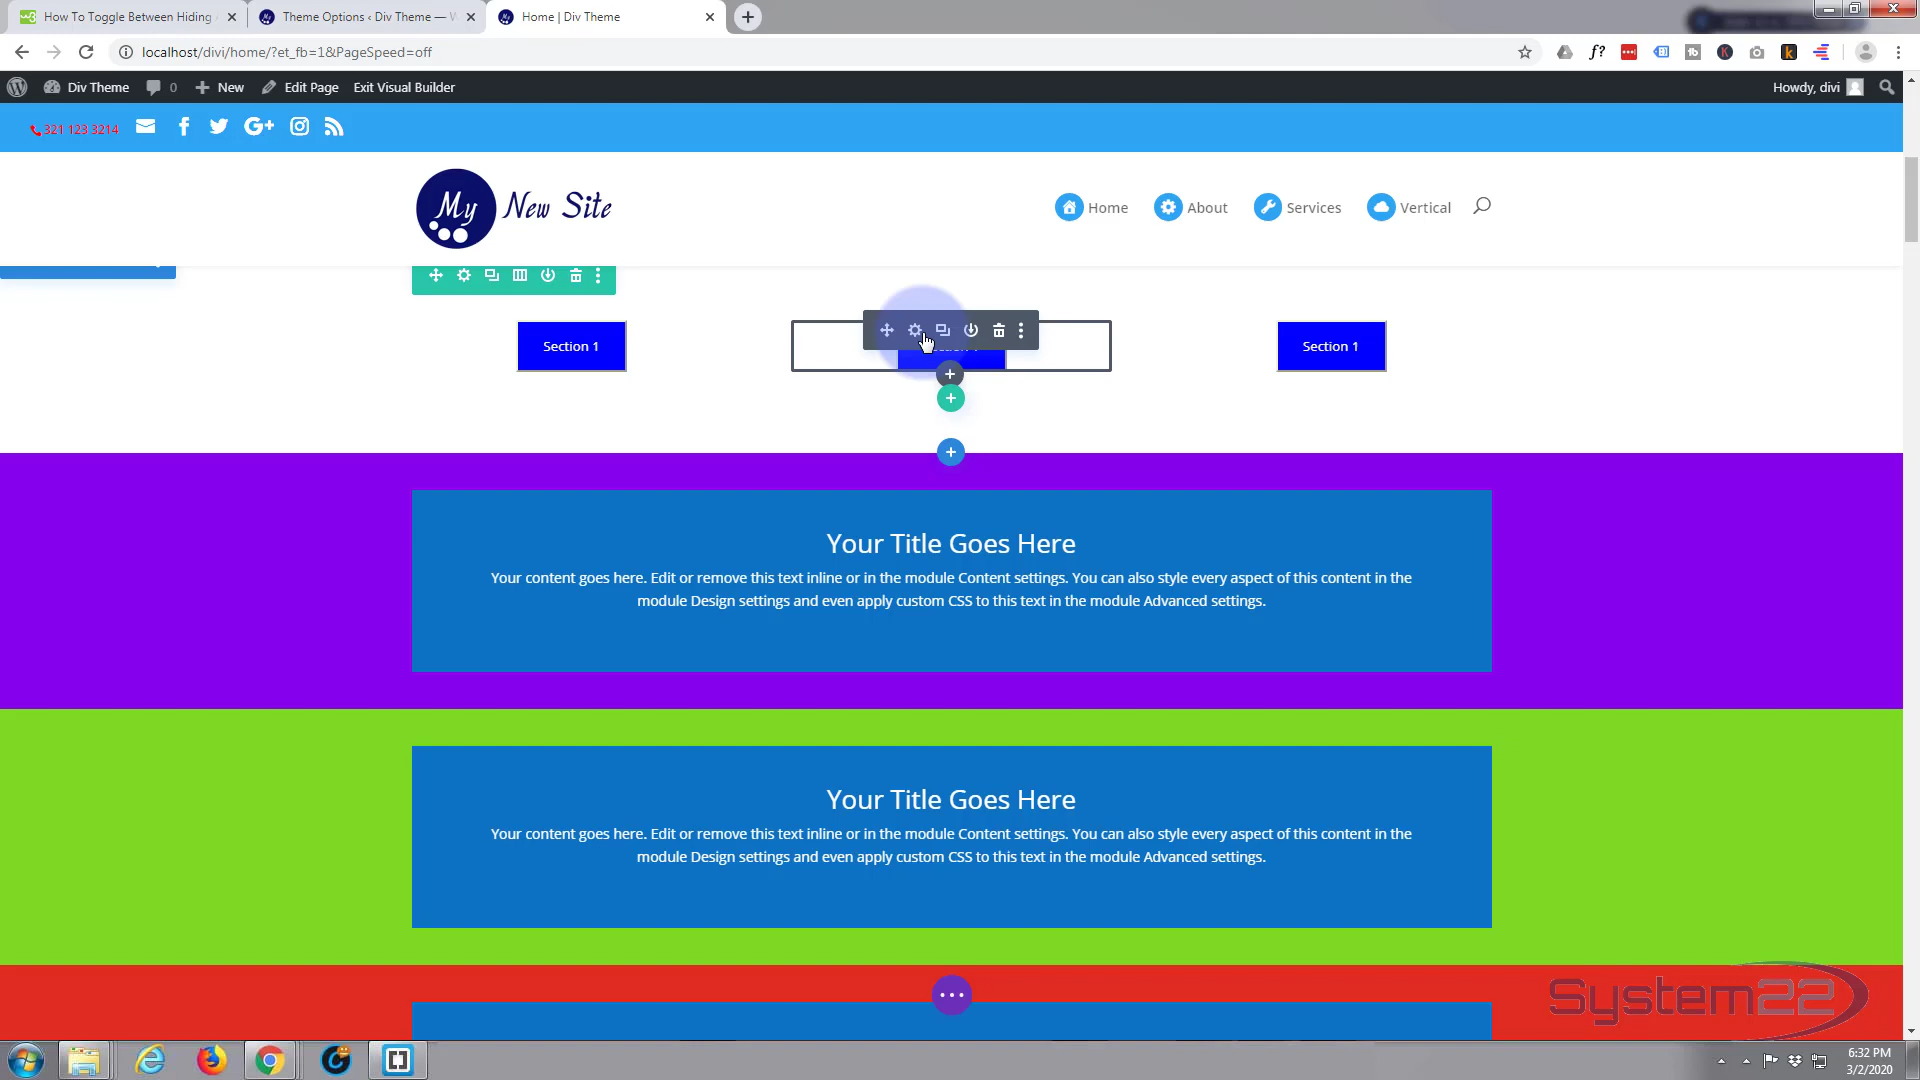 How To Toggle Between Hiding
Theme Options ‹ Div Theme — W
Home | Div Theme
localhost/divi/home/?et_fb=1&PageSpeed=off
Div Theme
0
New
Edit Page
Exit Visual Builder
Howdy, divi
321 123 3214
My New Site
Home
About
Services
Vertical
Section 1
Section 1
Your Title Goes Here
Your content goes here. Edit or remove this text inline or in the module Content settings. You can also style every aspect of this content in the
module Design settings and even apply custom CSS to this text in the module Advanced settings.
Your Title Goes Here
Your content goes here. Edit or remove this text inline or in the module Content settings. You can also style every aspect of this content in the
module Design settings and even apply custom CSS to this text in the module Advanced settings.
System22
6:32 PM
3/2/2020